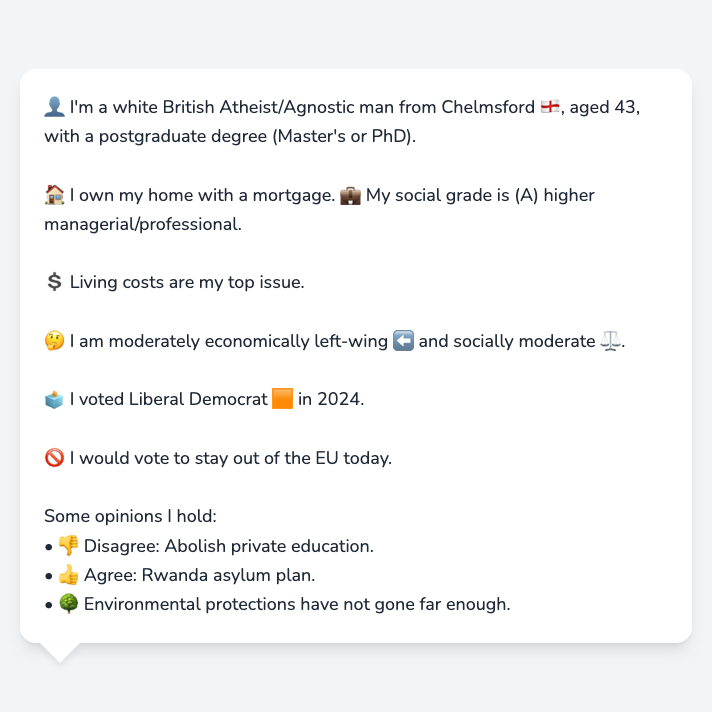 👤 I'm a white British Atheist/Agnostic man from Chelmsford 🏴󠁧󠁢󠁥󠁮󠁧󠁿, aged 43,
with a postgraduate degree (Master's or PhD).
🏠 I own my home with a mortgage. 💼 My social grade is (A) higher
managerial/professional.
💲 Living costs are my top issue.
🤔 I am moderately economically left-wing ⬅️ and socially moderate ⚖️.
🗳️ I voted Liberal Democrat 🟧 in 2024.
🚫 I would vote to stay out of the EU today.
Some opinions I hold:
• 👎 Disagree: Abolish private education.
• 👍 Agree: Rwanda asylum plan.
• 🌳 Environmental protections have not gone far enough.